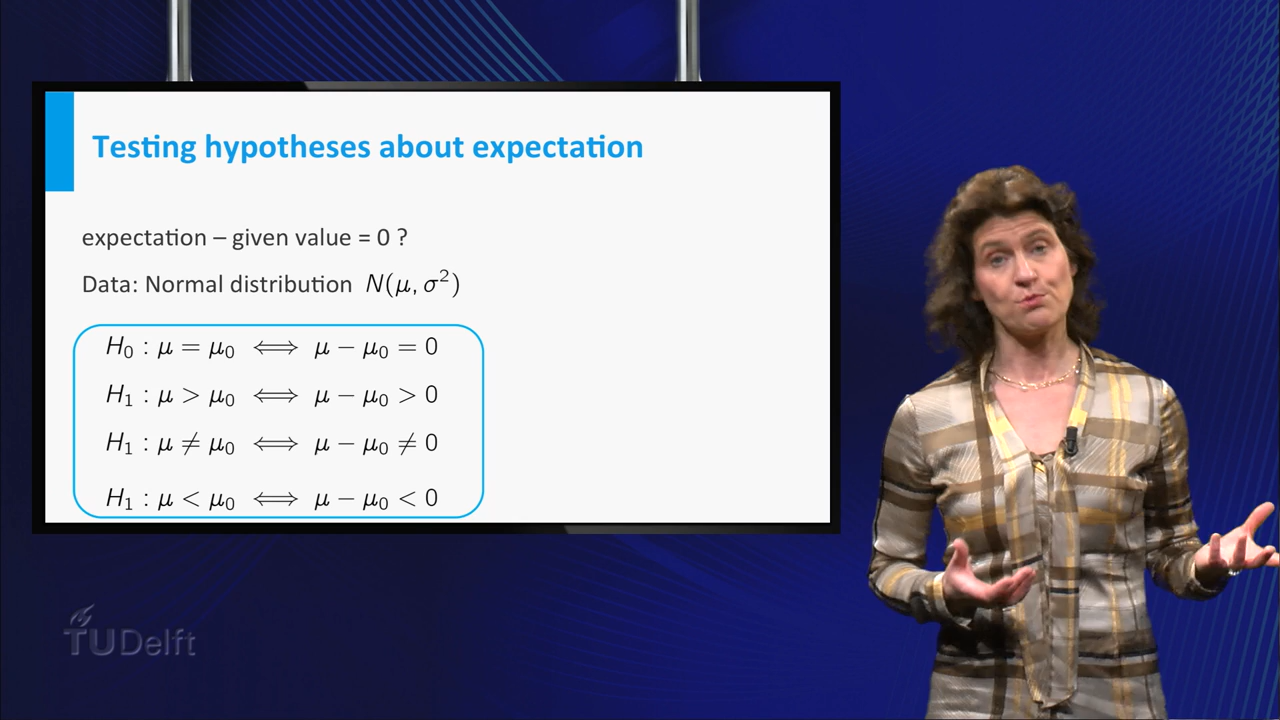 Testing hypotheses about expectation
expectation – given value = 0 ?
Data: Normal distribution N(μ, σ²)
H₀ : μ = μ₀ ⟺ μ − μ₀ = 0
H₁ : μ > μ₀ ⟺ μ − μ₀ > 0
H₁ : μ ≠ μ₀ ⟺ μ − μ₀ ≠ 0
H₁ : μ < μ₀ ⟺ μ − μ₀ < 0
TUDelft